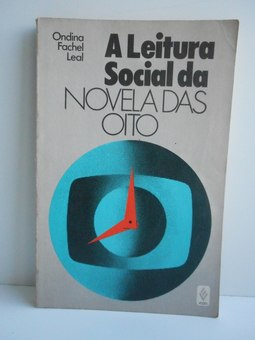 Ondina
Fachel
Leal
A Leitura
Social da
NOVELA DAS
OITO